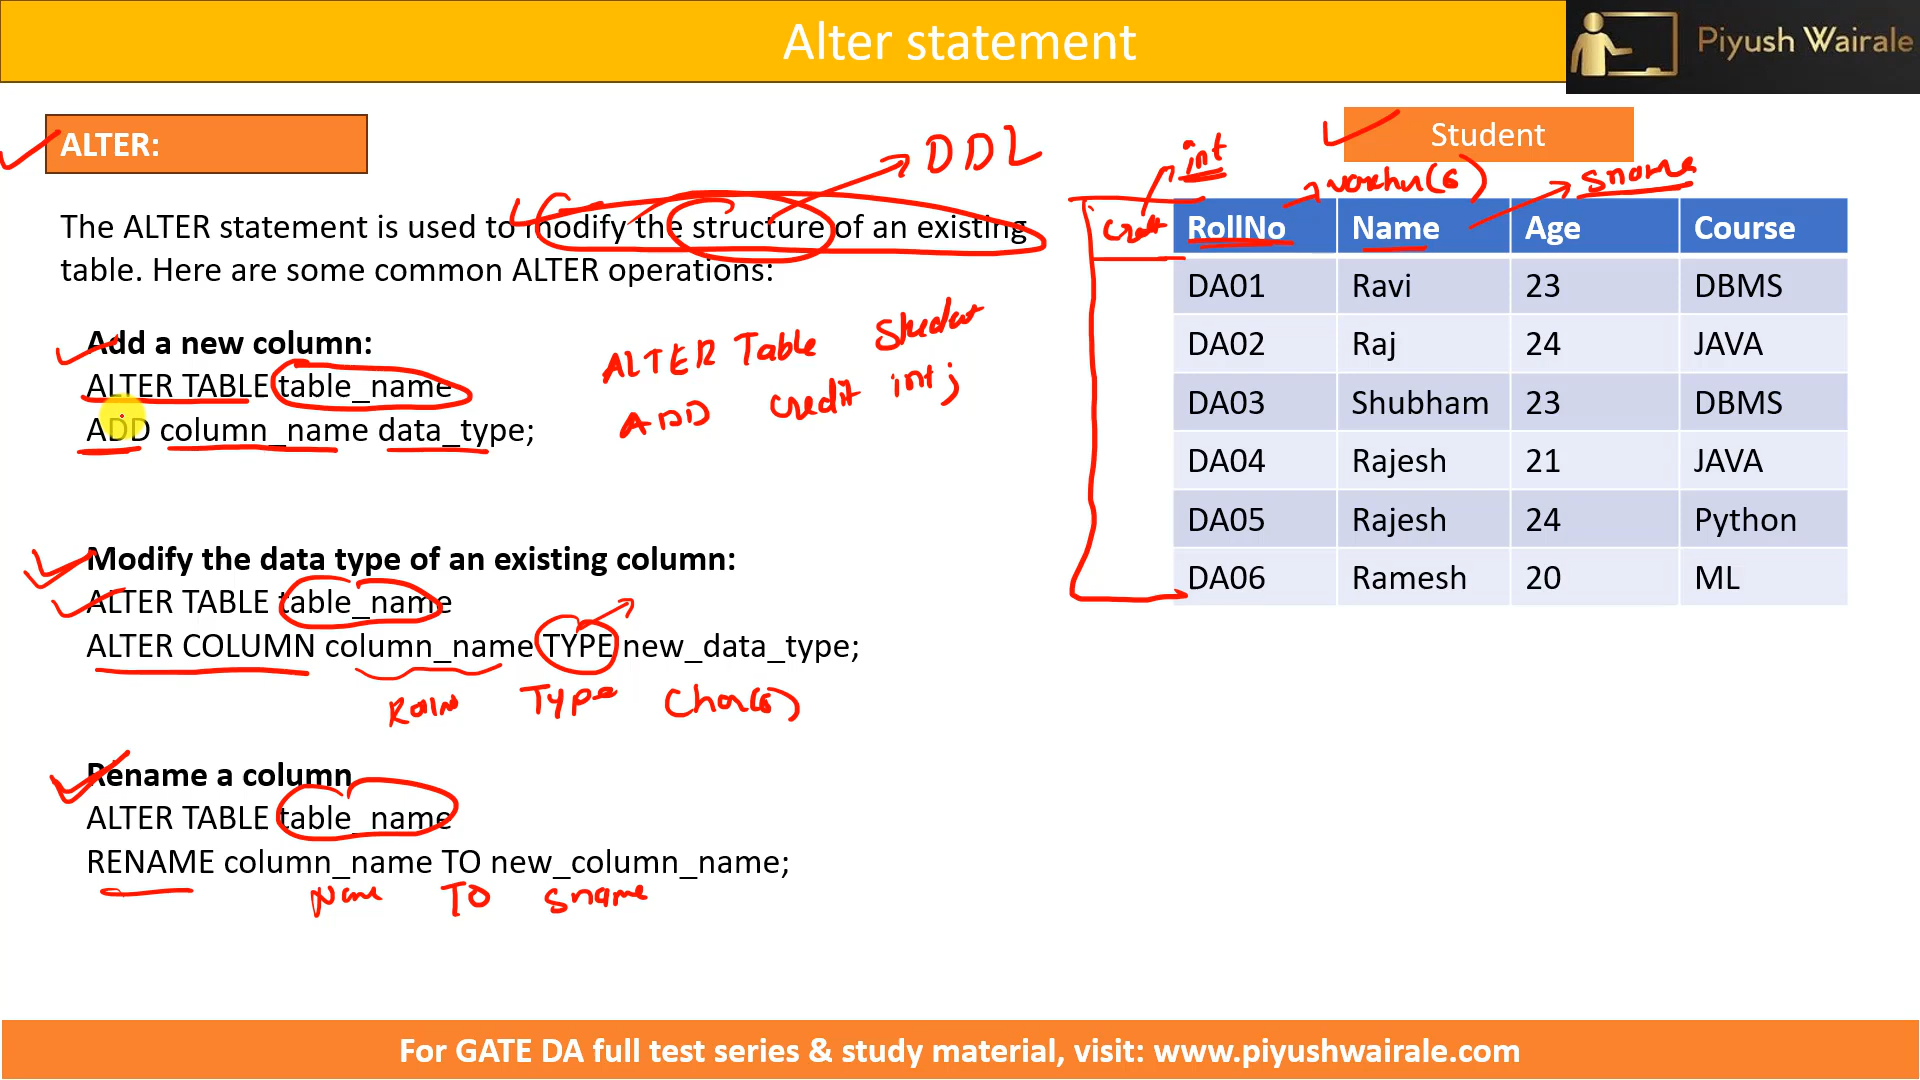 Alter statement
Piyush Wairale
ALTER:
DDL
The ALTER statement is used to modify the structure of an existing
table. Here are some common ALTER operations:
Add a new column:
ALTER TABLE table_name
ADD column_name data_type;
ALTER Table Student
ADD credit int;
Modify the data type of an existing column:
ALTER TABLE table_name
ALTER COLUMN column_name TYPE new_data_type;
Type Char(6)
Rename a column
ALTER TABLE table_name
RENAME column_name TO new_column_name;
Name TO Sname
Student
int
varchar(6)
sname
RollNo Name Age Course
DA01 Ravi 23 DBMS
DA02 Raj 24 JAVA
DA03 Shubham 23 DBMS
DA04 Rajesh 21 JAVA
DA05 Rajesh 24 Python
DA06 Ramesh 20 ML
For GATE DA full test series & study material, visit: www.piyushwairale.com